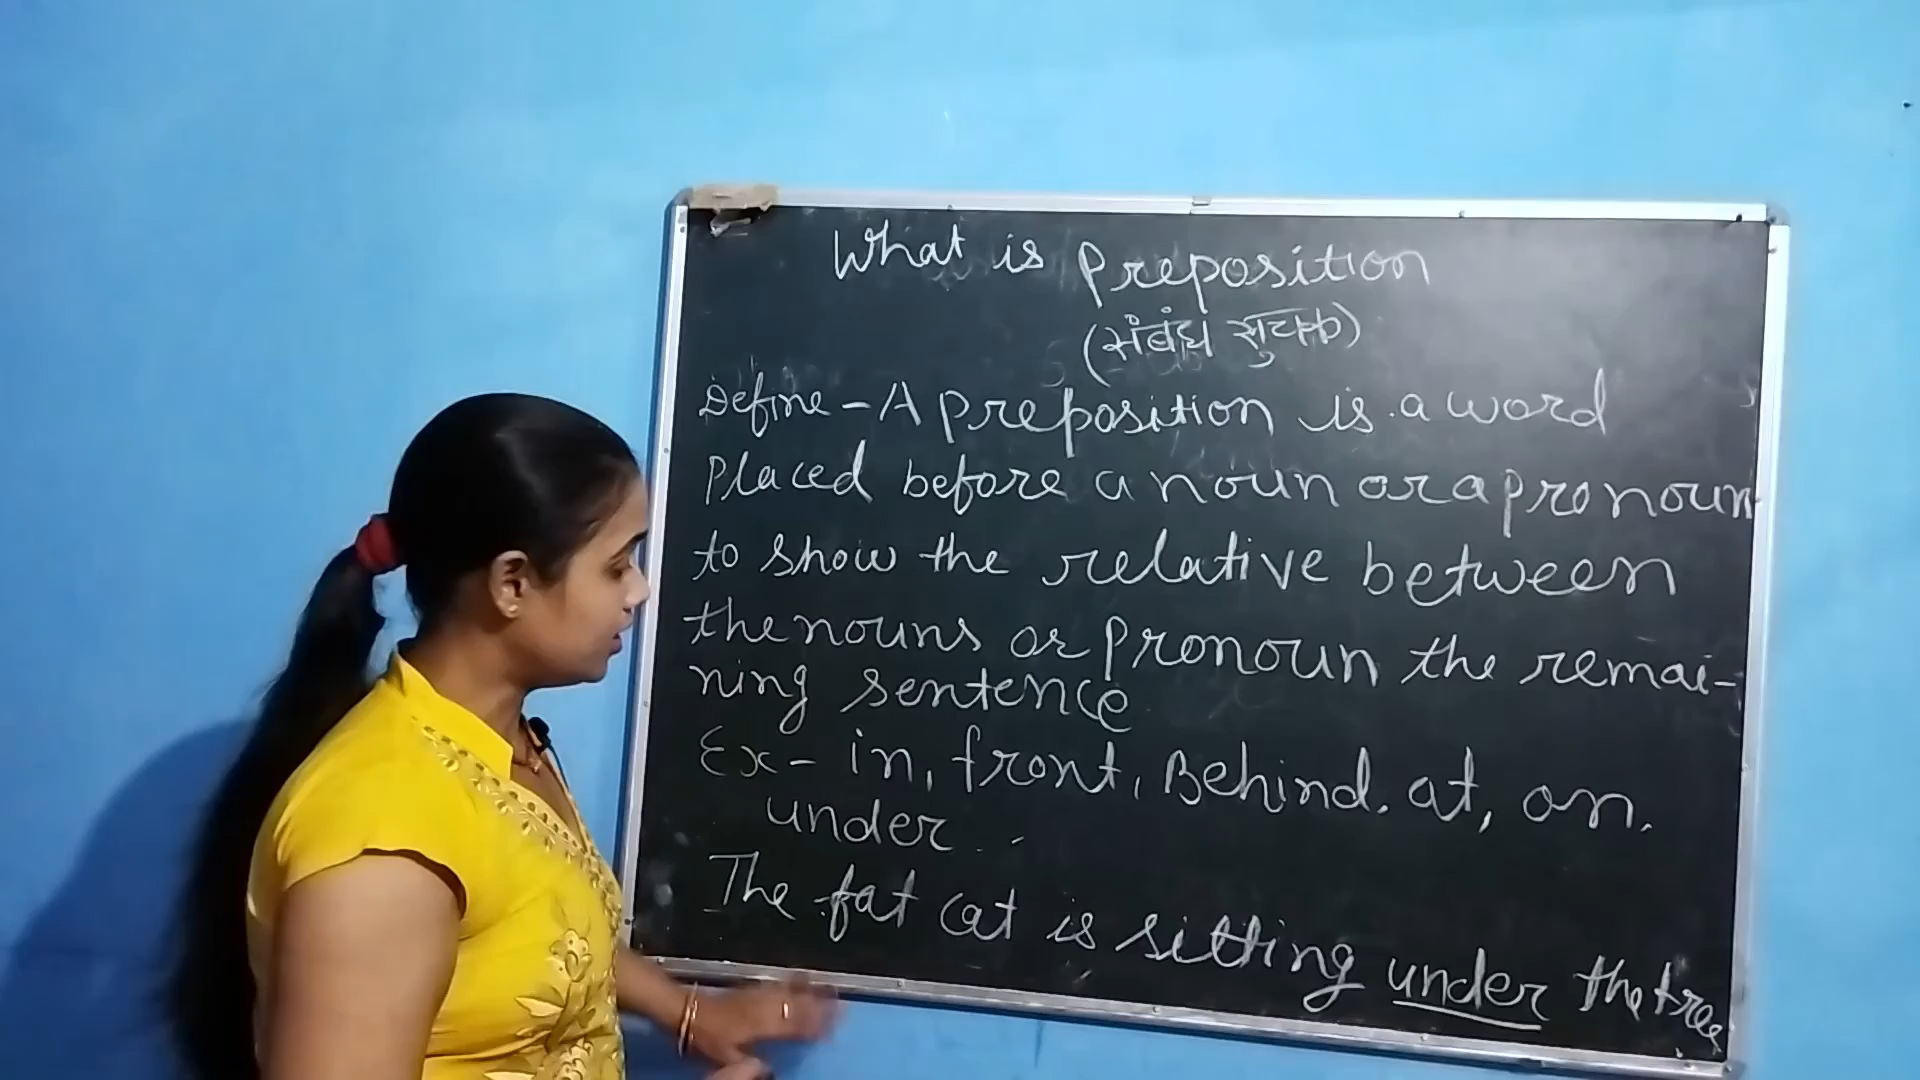 What is Preposition
(संबंध सुचक)
Define - A preposition is a word
Placed before a noun or a pronoun
to show the relative between
the nouns or pronoun the remai-
ning sentence
Ex - in, front, Behind. at, on.
under..
The fat cat is sitting under the tree